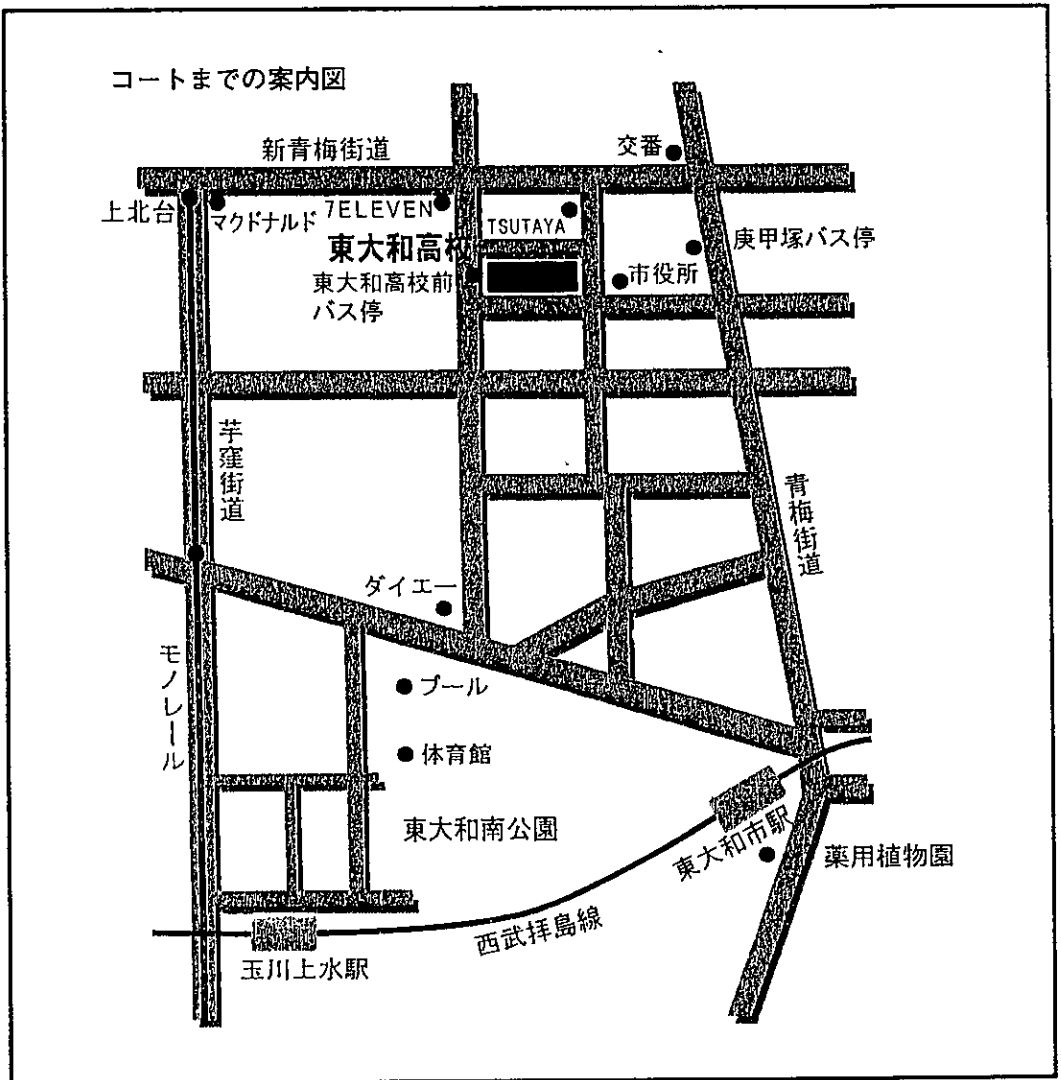 コートまでの案内図
新青梅街道
交番
上北台
マクドナルド
7ELEVEN
TSUTAYA
東大和高校
東大和高校前
バス停
市役所
庚甲塚バス停
芋窪街道
青梅街道
ダイエー
モノレール
プール
体育館
東大和南公園
東大和市駅
薬用植物園
西武拝島線
玉川上水駅